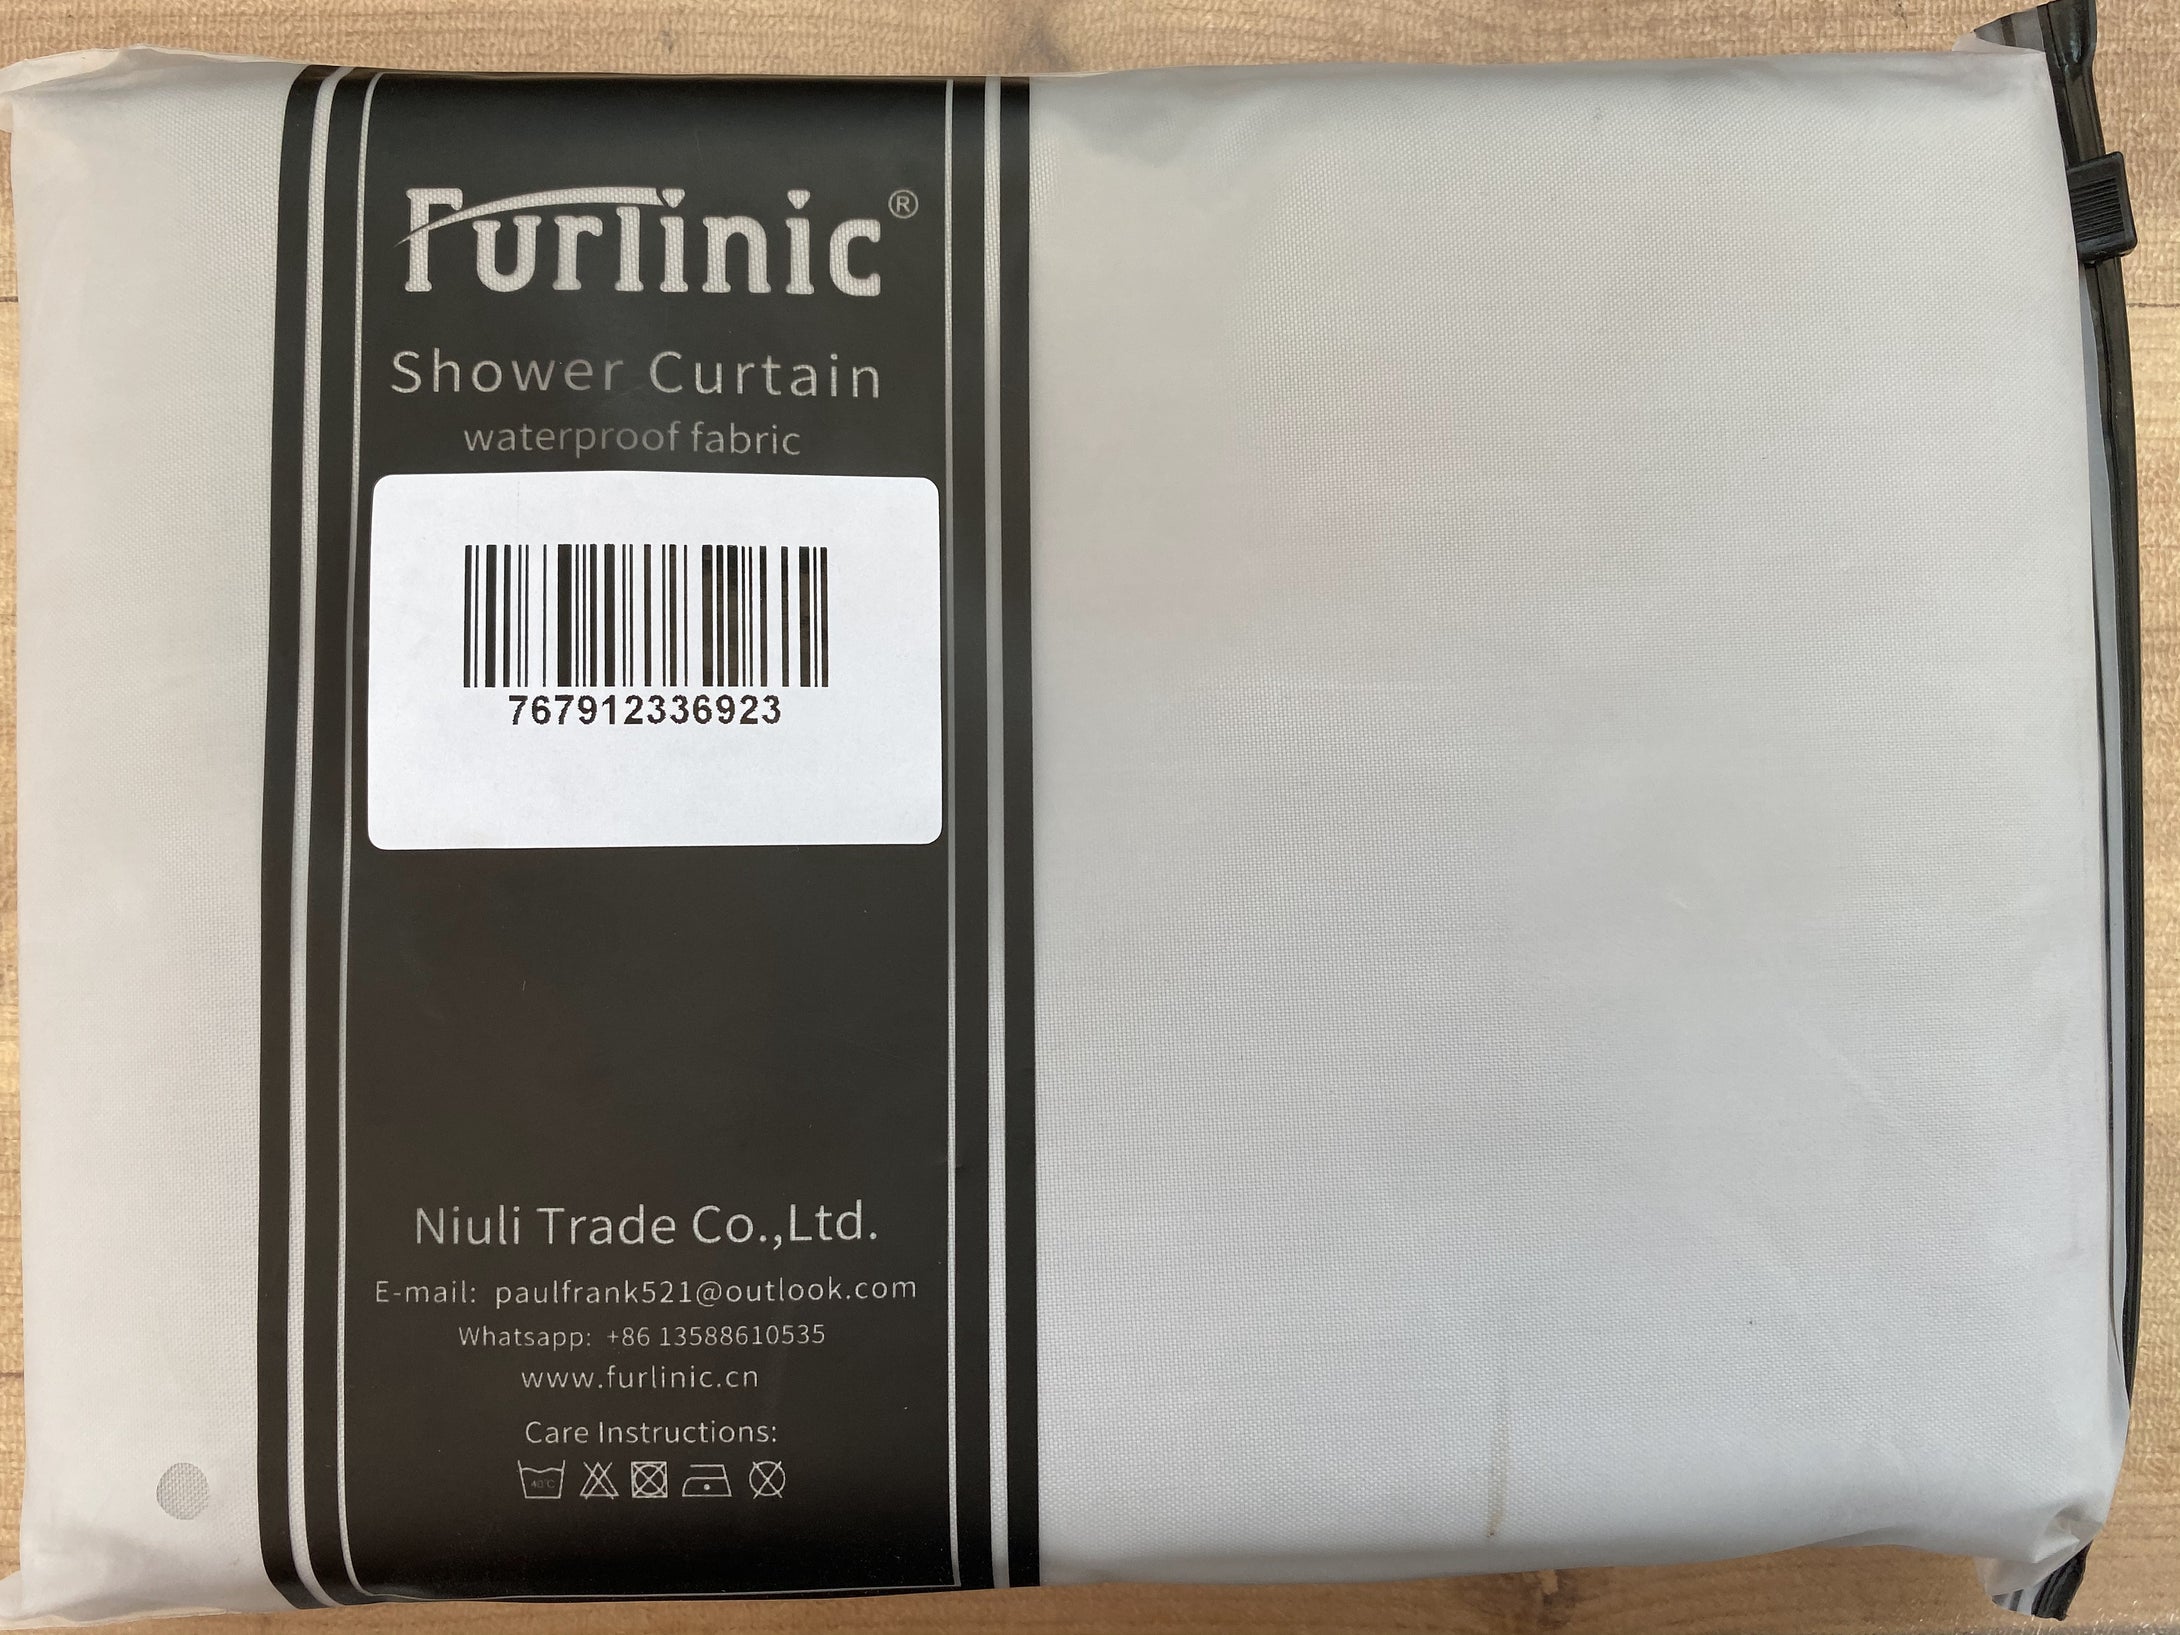 Furlinic®
Shower Curtain
waterproof fabric
767912336923
Niuli Trade Co.,Ltd.
E-mail: paulfrank521@outlook.com
Whatsapp: +86 13588610535
www.furlinic.cn
Care Instructions:
40°C